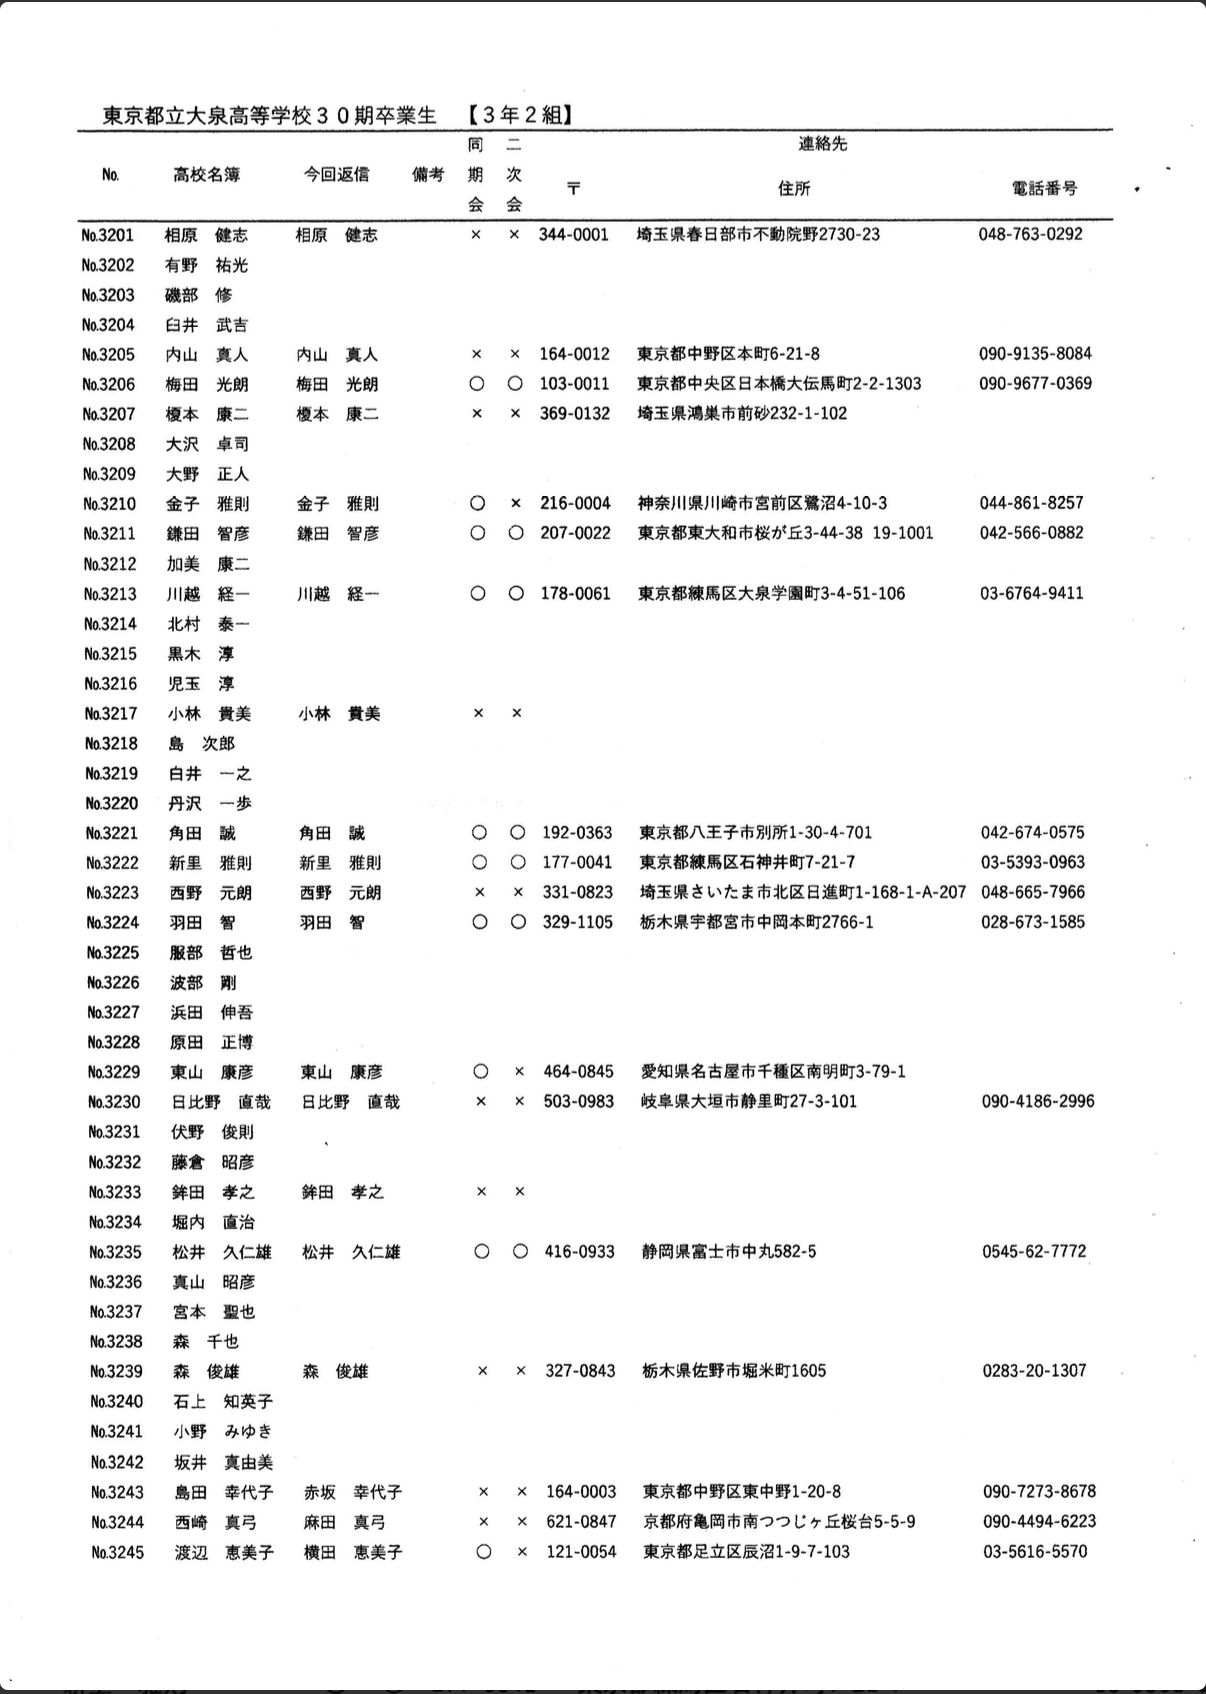 東京都立大泉高等学校30期卒業生 【3年2組】
No. 高校名簿 今回返信 備考 同期会 二次会 連絡先 〒 住所 電話番号
No.3201 相原 健志 相原 健志 × × 344-0001 埼玉県春日部市不動院野2730-23 048-763-0292
No.3202 有野 祐光
No.3203 磯部 修
No.3204 臼井 武吉
No.3205 内山 真人 内山 真人 × × 164-0012 東京都中野区本町6-21-8 090-9135-8084
No.3206 梅田 光朗 梅田 光朗 ○ ○ 103-0011 東京都中央区日本橋大伝馬町2-2-1303 090-9677-0369
No.3207 榎本 康二 榎本 康二 × × 369-0132 埼玉県鴻巣市前砂232-1-102
No.3208 大沢 卓司
No.3209 大野 正人
No.3210 金子 雅則 金子 雅則 ○ × 216-0004 神奈川県川崎市宮前区鷺沼4-10-3 044-861-8257
No.3211 鎌田 智彦 鎌田 智彦 ○ ○ 207-0022 東京都東大和市桜が丘3-44-38 19-1001 042-566-0882
No.3212 加美 康二
No.3213 川越 経一 川越 経一 ○ ○ 178-0061 東京都練馬区大泉学園町3-4-51-106 03-6764-9411
No.3214 北村 泰一
No.3215 黒木 淳
No.3216 児玉 淳
No.3217 小林 貴美 小林 貴美 × ×
No.3218 島 次郎
No.3219 白井 一之
No.3220 丹沢 一歩
No.3221 角田 誠 角田 誠 ○ ○ 192-0363 東京都八王子市別所1-30-4-701 042-674-0575
No.3222 新里 雅則 新里 雅則 ○ ○ 177-0041 東京都練馬区石神井町7-21-7 03-5393-0963
No.3223 西野 元朗 西野 元朗 × × 331-0823 埼玉県さいたま市北区日進町1-168-1-A-207 048-665-7966
No.3224 羽田 智 羽田 智 ○ ○ 329-1105 栃木県宇都宮市中岡本町2766-1 028-673-1585
No.3225 服部 哲也
No.3226 波部 剛
No.3227 浜田 伸吾
No.3228 原田 正博
No.3229 東山 康彦 東山 康彦 ○ × 464-0845 愛知県名古屋市千種区南明町3-79-1
No.3230 日比野 直哉 日比野 直哉 × × 503-0983 岐阜県大垣市静里町27-3-101 090-4186-2996
No.3231 伏野 俊則
No.3232 藤倉 昭彦
No.3233 鉾田 孝之 鉾田 孝之 × ×
No.3234 堀内 直治
No.3235 松井 久仁雄 松井 久仁雄 ○ ○ 416-0933 静岡県富士市中丸582-5 0545-62-7772
No.3236 真山 昭彦
No.3237 宮本 聖也
No.3238 森 千也
No.3239 森 俊雄 森 俊雄 × × 327-0843 栃木県佐野市堀米町1605 0283-20-1307
No.3240 石上 知英子
No.3241 小野 みゆき
No.3242 坂井 真由美
No.3243 島田 幸代子 赤坂 幸代子 × × 164-0003 東京都中野区東中野1-20-8 090-7273-8678
No.3244 西崎 真弓 麻田 真弓 × × 621-0847 京都府亀岡市南つつじヶ丘桜台5-5-9 090-4494-6223
No.3245 渡辺 恵美子 横田 恵美子 ○ × 121-0054 東京都足立区辰沼1-9-7-103 03-5616-5570